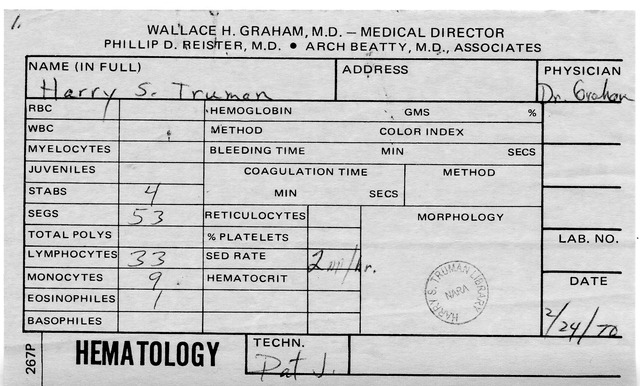 1.
WALLACE H. GRAHAM, M.D. — MEDICAL DIRECTOR
PHILLIP D. REISTER, M.D. ● ARCH BEATTY, M.D., ASSOCIATES
NAME (IN FULL) ADDRESS PHYSICIAN
Harry S. Truman Dr. Graham
RBC HEMOGLOBIN GMS %
WBC METHOD COLOR INDEX
MYELOCYTES BLEEDING TIME MIN SECS
JUVENILES COAGULATION TIME METHOD
STABS 4 MIN SECS
SEGS 53 RETICULOCYTES MORPHOLOGY
TOTAL POLYS % PLATELETS LAB. NO.
LYMPHOCYTES 33 SED RATE 2 m/hr.
MONOCYTES 9 HEMATOCRIT DATE
EOSINOPHILES 1 2/24/70
BASOPHILES
HARRY S. TRUMAN LIBRARY
NARA
267P HEMATOLOGY TECHN.
Pat J.